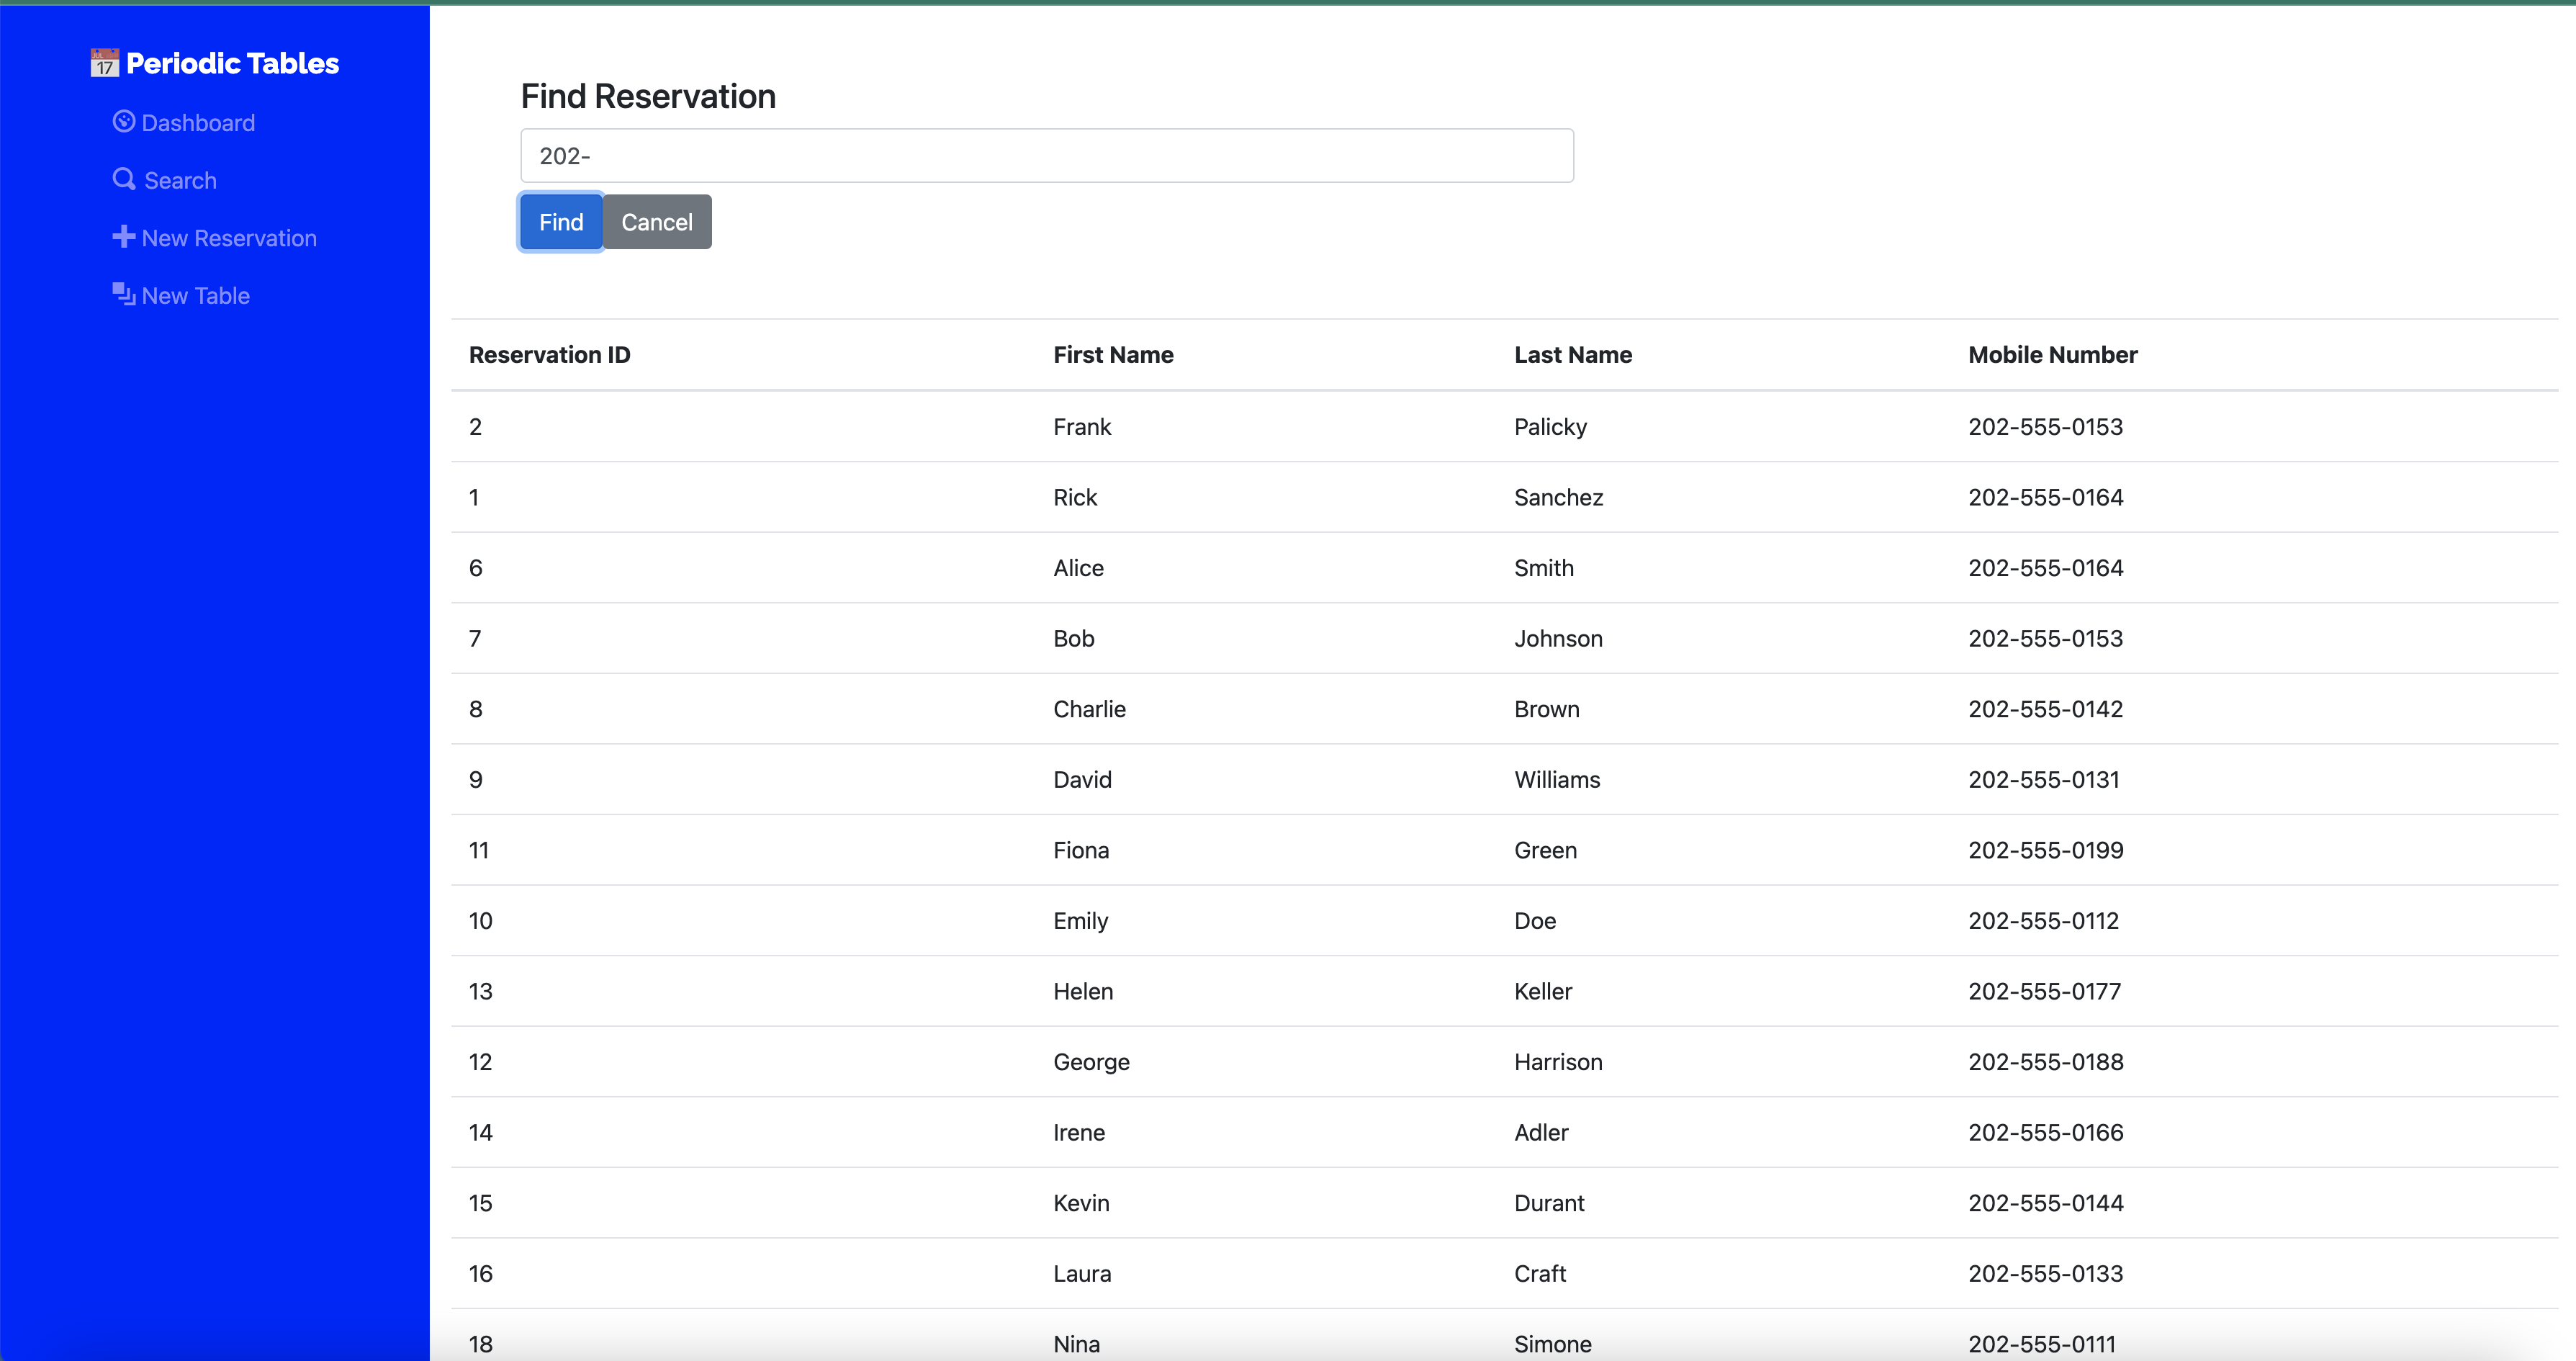 17 Periodic Tables
Dashboard
Search
New Reservation
New Table
Find Reservation
202-
Find Cancel
Reservation ID First Name Last Name Mobile Number
2 Frank Palicky 202-555-0153
1 Rick Sanchez 202-555-0164
6 Alice Smith 202-555-0164
7 Bob Johnson 202-555-0153
8 Charlie Brown 202-555-0142
9 David Williams 202-555-0131
11 Fiona Green 202-555-0199
10 Emily Doe 202-555-0112
13 Helen Keller 202-555-0177
12 George Harrison 202-555-0188
14 Irene Adler 202-555-0166
15 Kevin Durant 202-555-0144
16 Laura Craft 202-555-0133
18 Nina Simone 202-555-0111